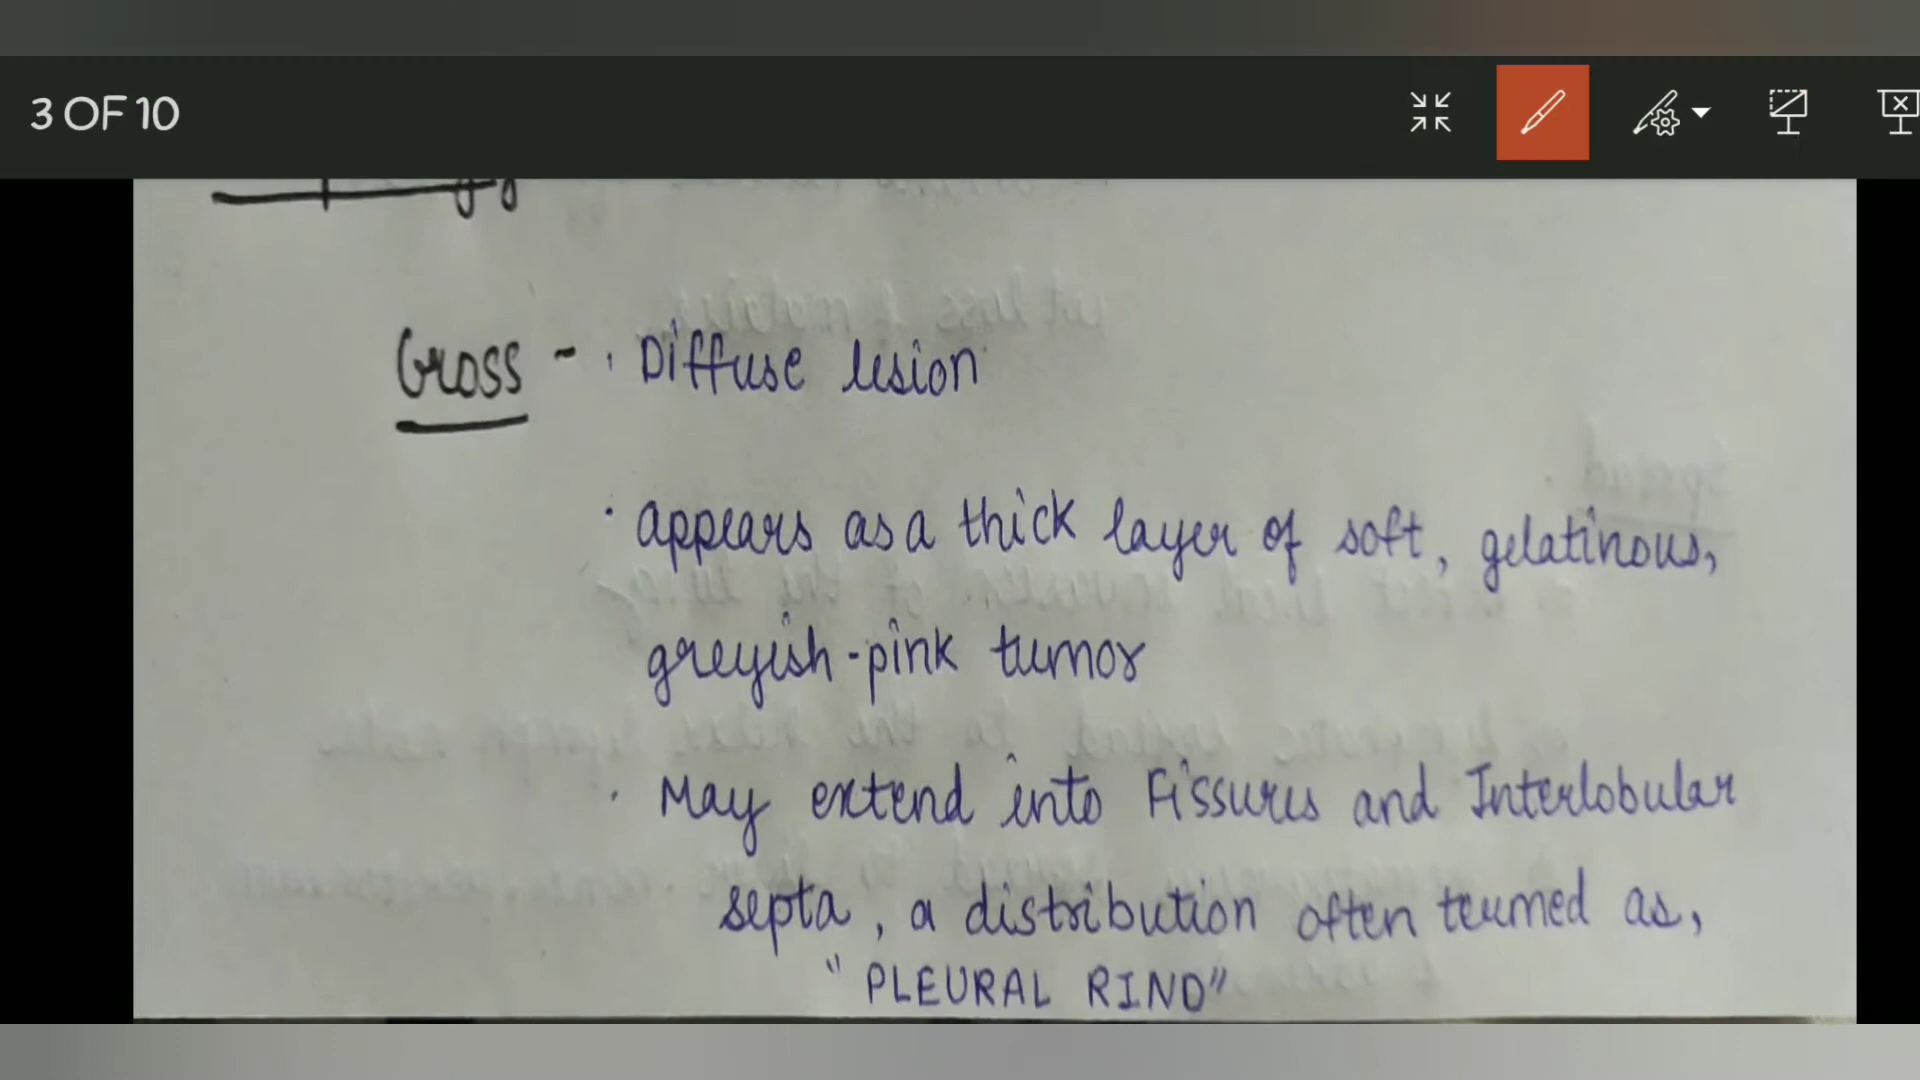 3 OF 10
Gross - · Diffuse lesion
· appears as a thick layer of soft, gelatinous,
greyish-pink tumor
· May extend into Fissures and Interlobular
septa, a distribution often termed as,
"PLEURAL RIND"